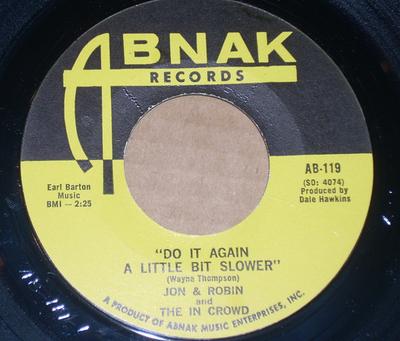 ABNAK
RECORDS
Earl Barton
Music
BMI — 2:25
AB-119
(SO: 4074)
Produced by
Dale Hawkins
"DO IT AGAIN
A LITTLE BIT SLOWER"
(Wayne Thompson)
JON & ROBIN
and
THE IN CROWD
A PRODUCT OF ABNAK MUSIC ENTERPRISES, INC.